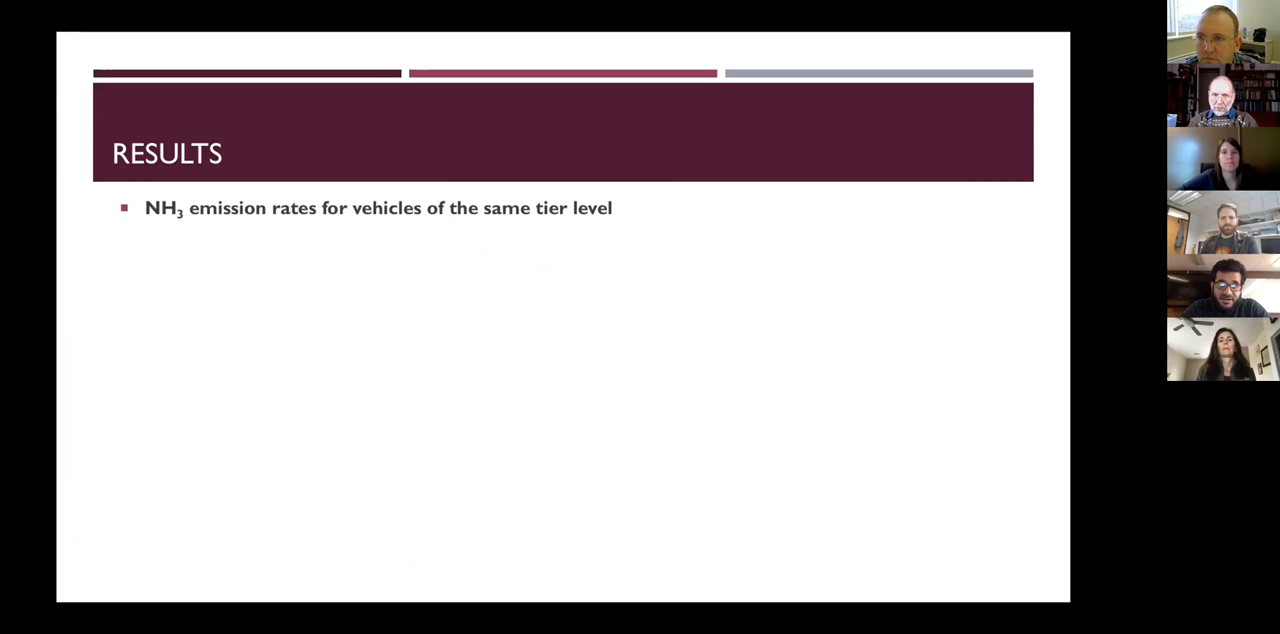 RESULTS
NH₃ emission rates for vehicles of the same tier level